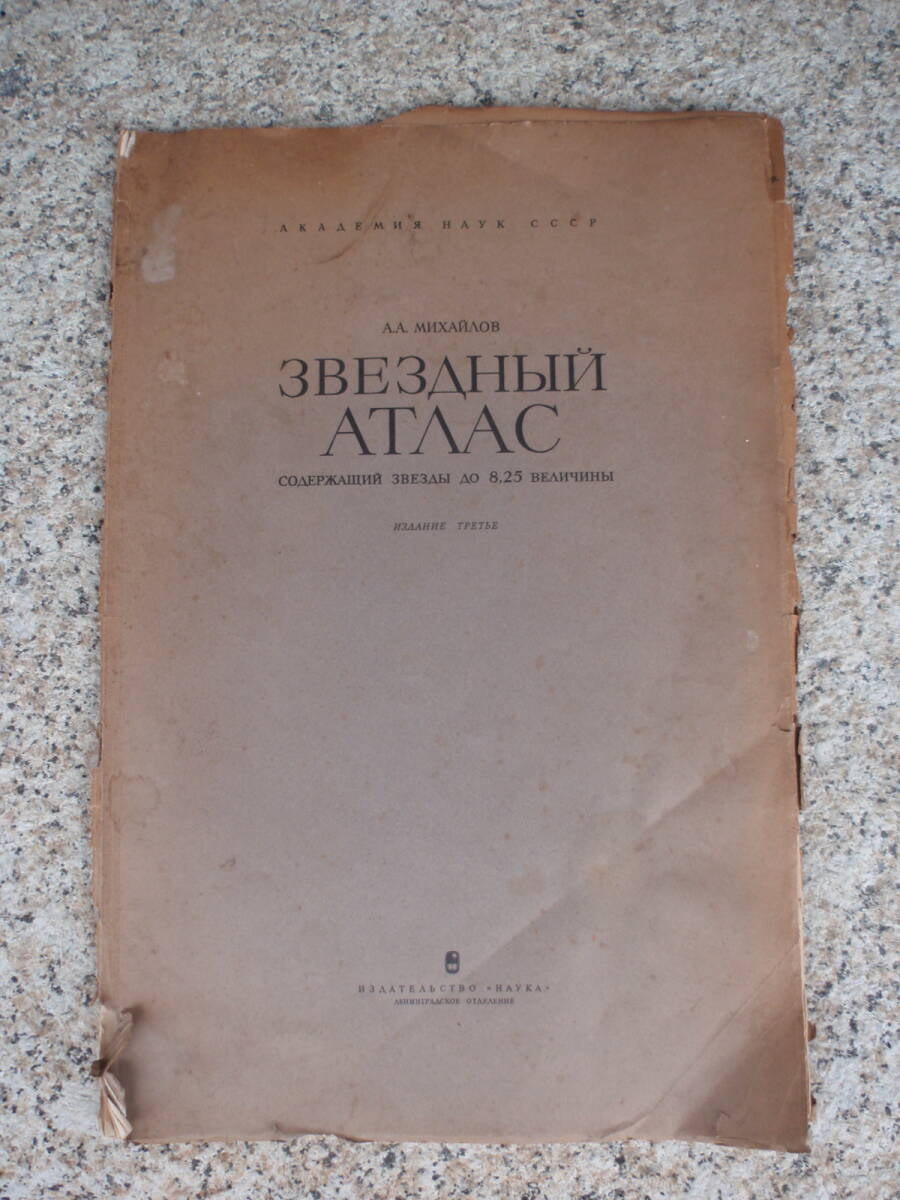 АКАДЕМИЯ НАУК СССР
А.А. МИХАЙЛОВ
ЗВЕЗДНЫЙ
АТЛАС
СОДЕРЖАЩИЙ ЗВЕЗДЫ ДО 8,25 ВЕЛИЧИНЫ
ИЗДАНИЕ ТРЕТЬЕ
ИЗДАТЕЛЬСТВО «НАУКА»
ЛЕНИНГРАДСКОЕ ОТДЕЛЕНИЕ